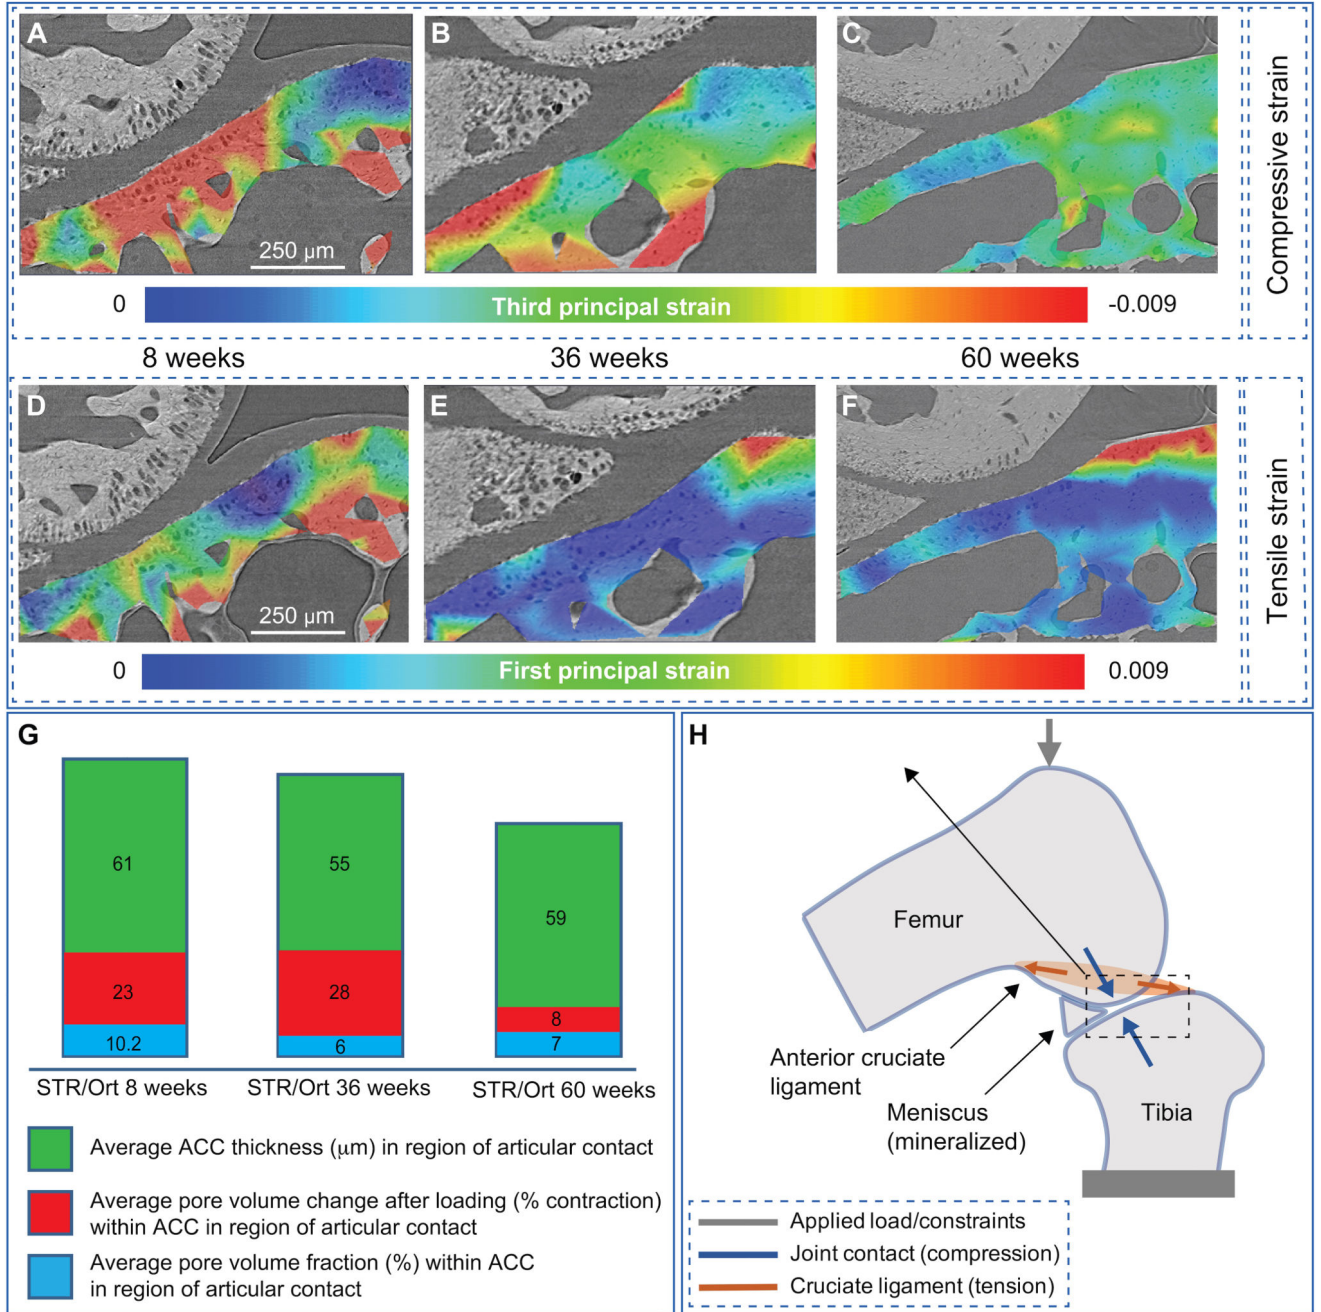 A
B
C
250 µm
Compressive strain
0
Third principal strain
-0.009
8 weeks
36 weeks
60 weeks
D
E
F
250 µm
Tensile strain
0
First principal strain
0.009
G
61
23
10.2
55
28
6
59
8
7
STR/Ort 8 weeks
STR/Ort 36 weeks
STR/Ort 60 weeks
Average ACC thickness (µm) in region of articular contact
Average pore volume change after loading (% contraction)
within ACC in region of articular contact
Average pore volume fraction (%) within ACC
in region of articular contact
H
Femur
Anterior cruciate
ligament
Meniscus
(mineralized)
Tibia
Applied load/constraints
Joint contact (compression)
Cruciate ligament (tension)